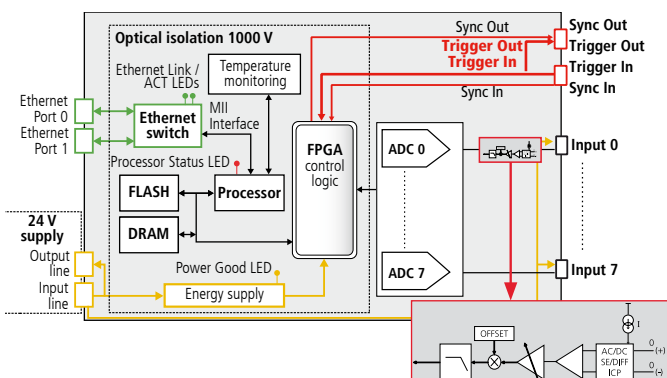 Optical isolation 1000 V
Sync Out
Sync Out
Trigger Out
Trigger Out
Trigger In
Trigger In
Sync In
Sync In
Ethernet Link /
ACT LEDs
Temperature
monitoring
Ethernet
Port 0
Ethernet
Port 1
Ethernet
switch
MII
Interface
Processor Status LED
FPGA
control
logic
ADC 0
Input 0
FLASH
Processor
DRAM
24 V
supply
Output
line
Input
line
Power Good LED
Energy supply
ADC 7
Input 7
OFFSET
I
AC/DC
SE/DIFF
ICP
0
(+)
0
(-)